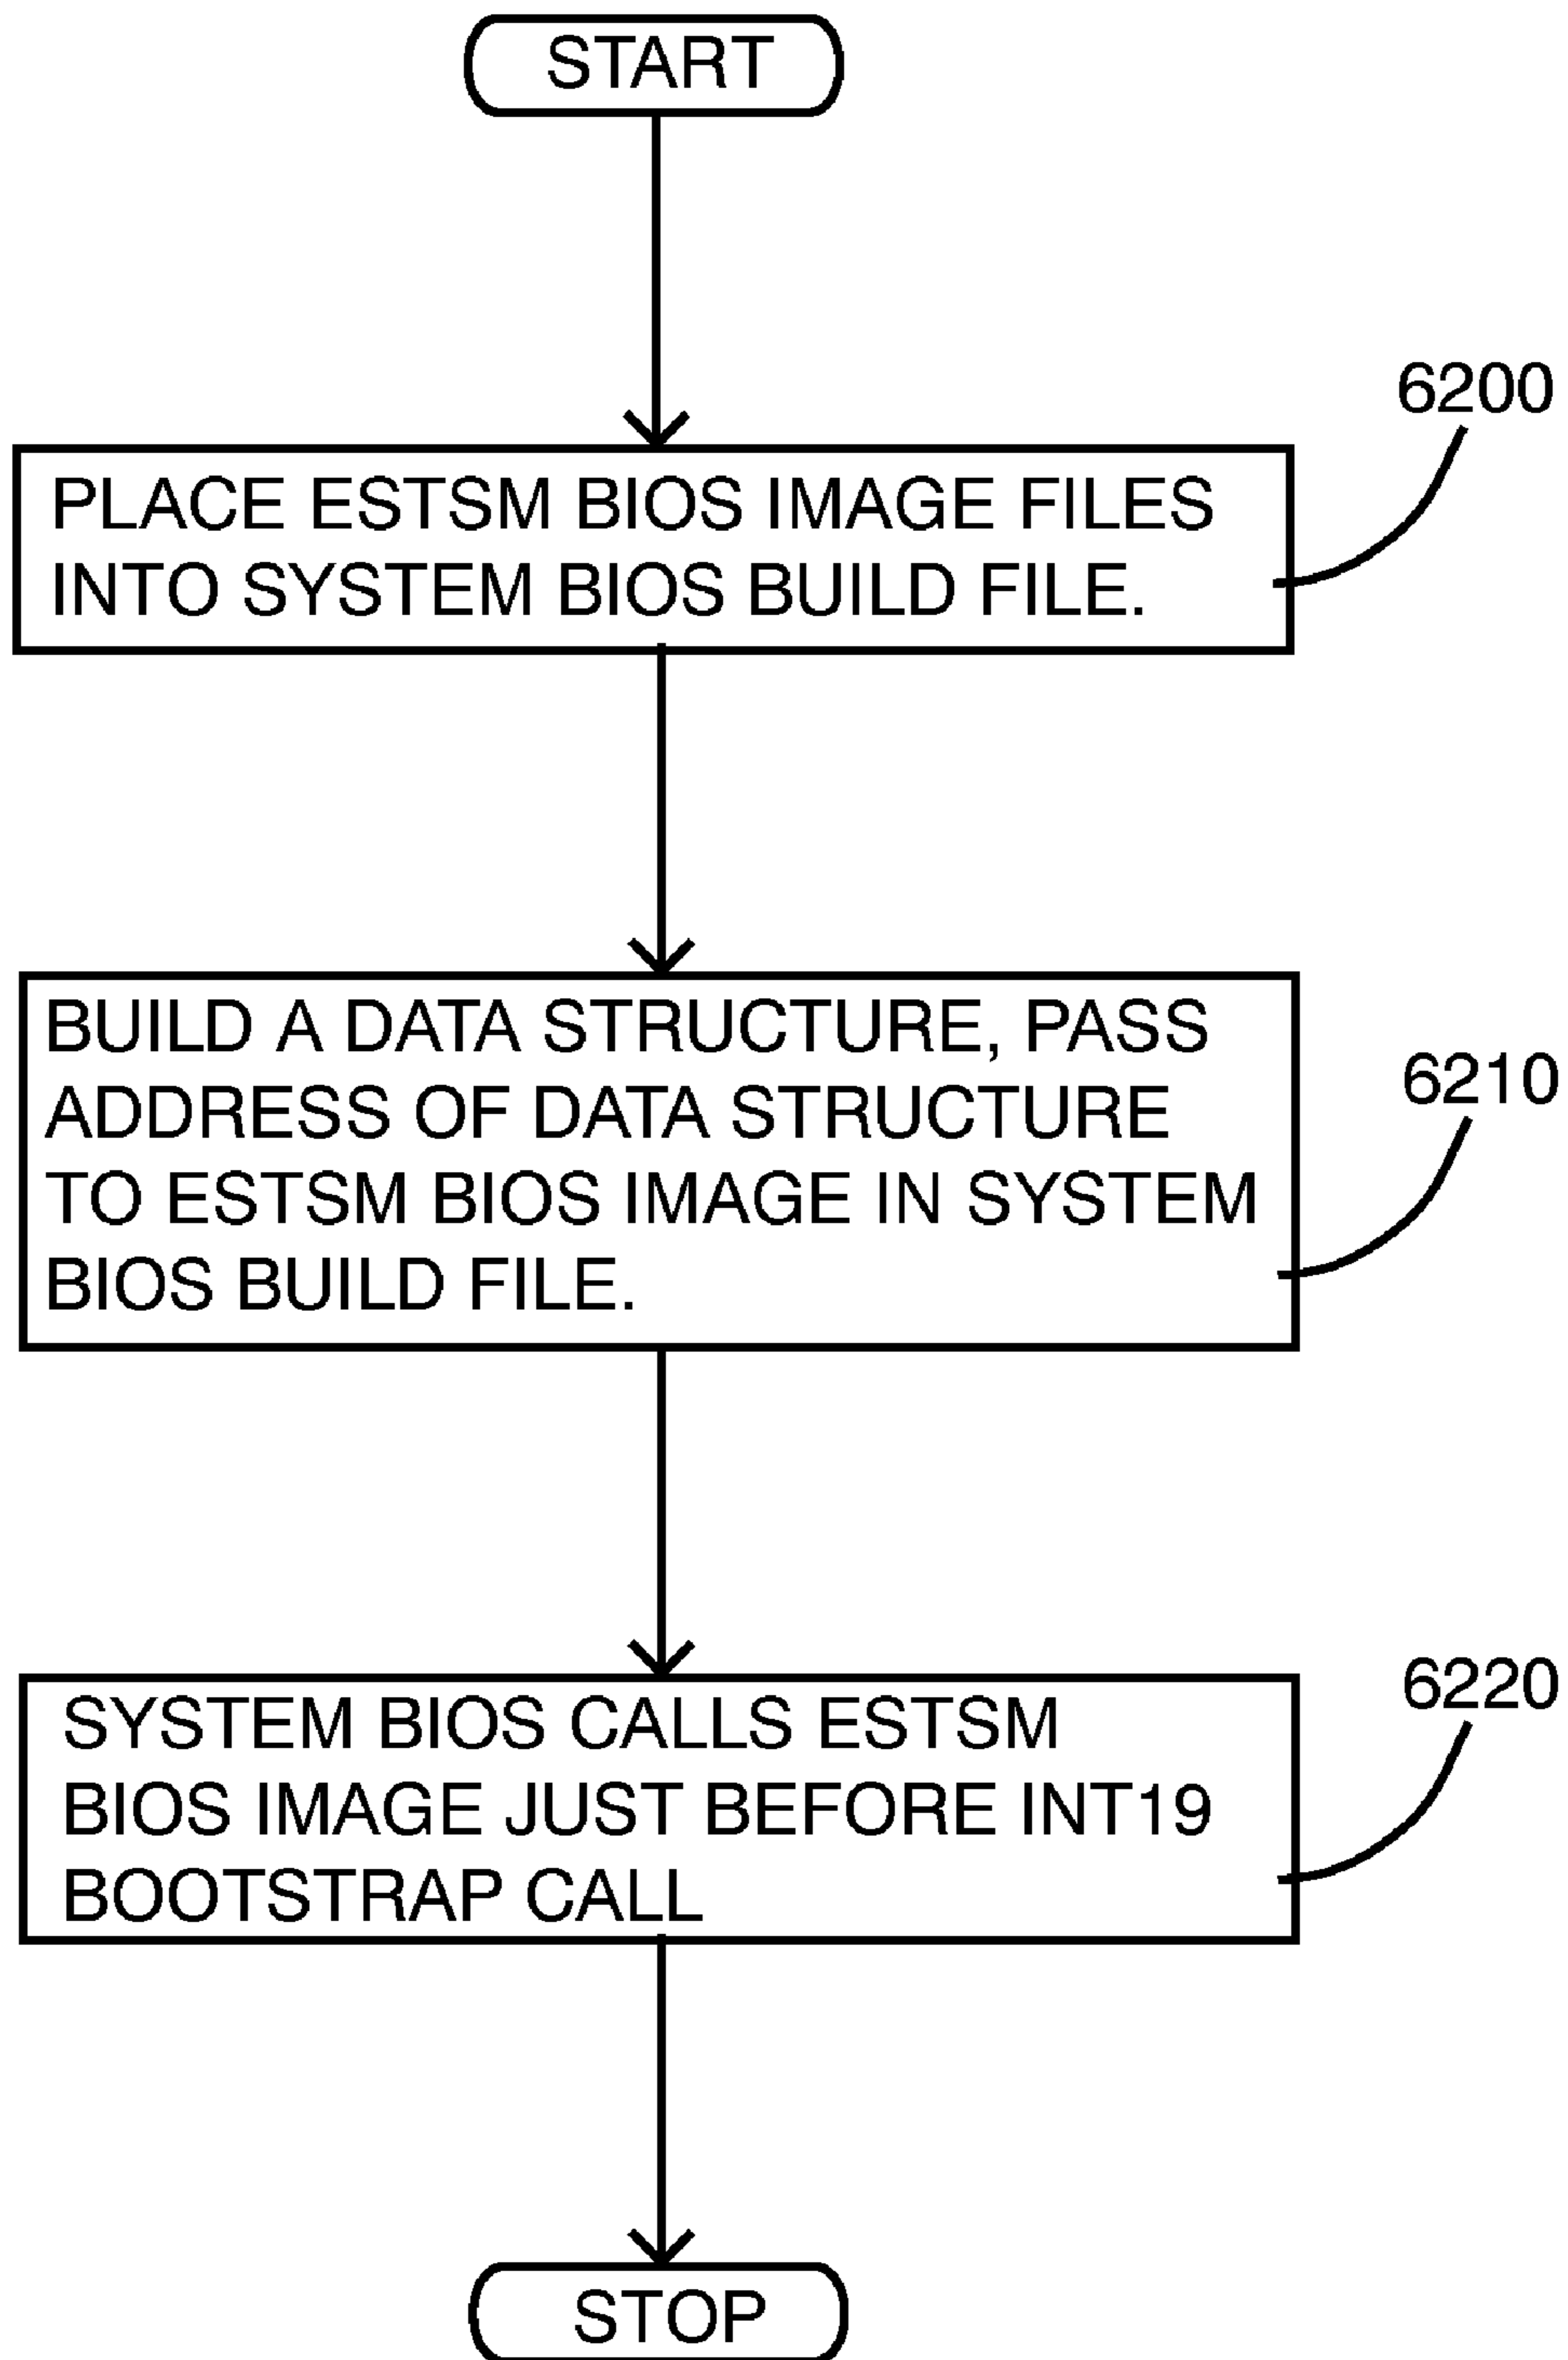 START
6200
PLACE ESTSM BIOS IMAGE FILES
INTO SYSTEM BIOS BUILD FILE.
BUILD A DATA STRUCTURE, PASS
6210
ADDRESS OF DATA STRUCTURE
TO ESTSM BIOS IMAGE IN SYSTEM
BIOS BUILD FILE.
6220
SYSTEM BIOS CALLS ESTSM
BIOS IMAGE JUST BEFORE INT19
BOOTSTRAP CALL
STOP